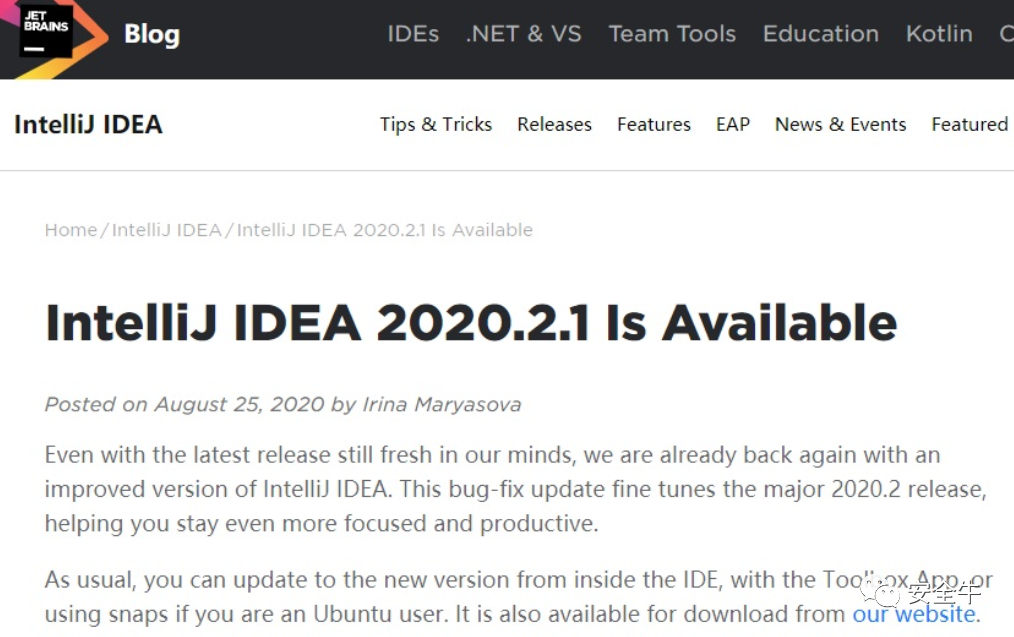 JET
BRAINS
Blog
IDEs .NET & VS Team Tools Education Kotlin
IntelliJ IDEA
Tips & Tricks Releases Features EAP News & Events Featured
Home / IntelliJ IDEA / IntelliJ IDEA 2020.2.1 Is Available
IntelliJ IDEA 2020.2.1 Is Available
Posted on August 25, 2020 by Irina Maryasova
Even with the latest release still fresh in our minds, we are already back again with an
improved version of IntelliJ IDEA. This bug-fix update fine tunes the major 2020.2 release,
helping you stay even more focused and productive.
As usual, you can update to the new version from inside the IDE, with the Toolbox App, or
using snaps if you are an Ubuntu user. It is also available for download from our website.
安全牛